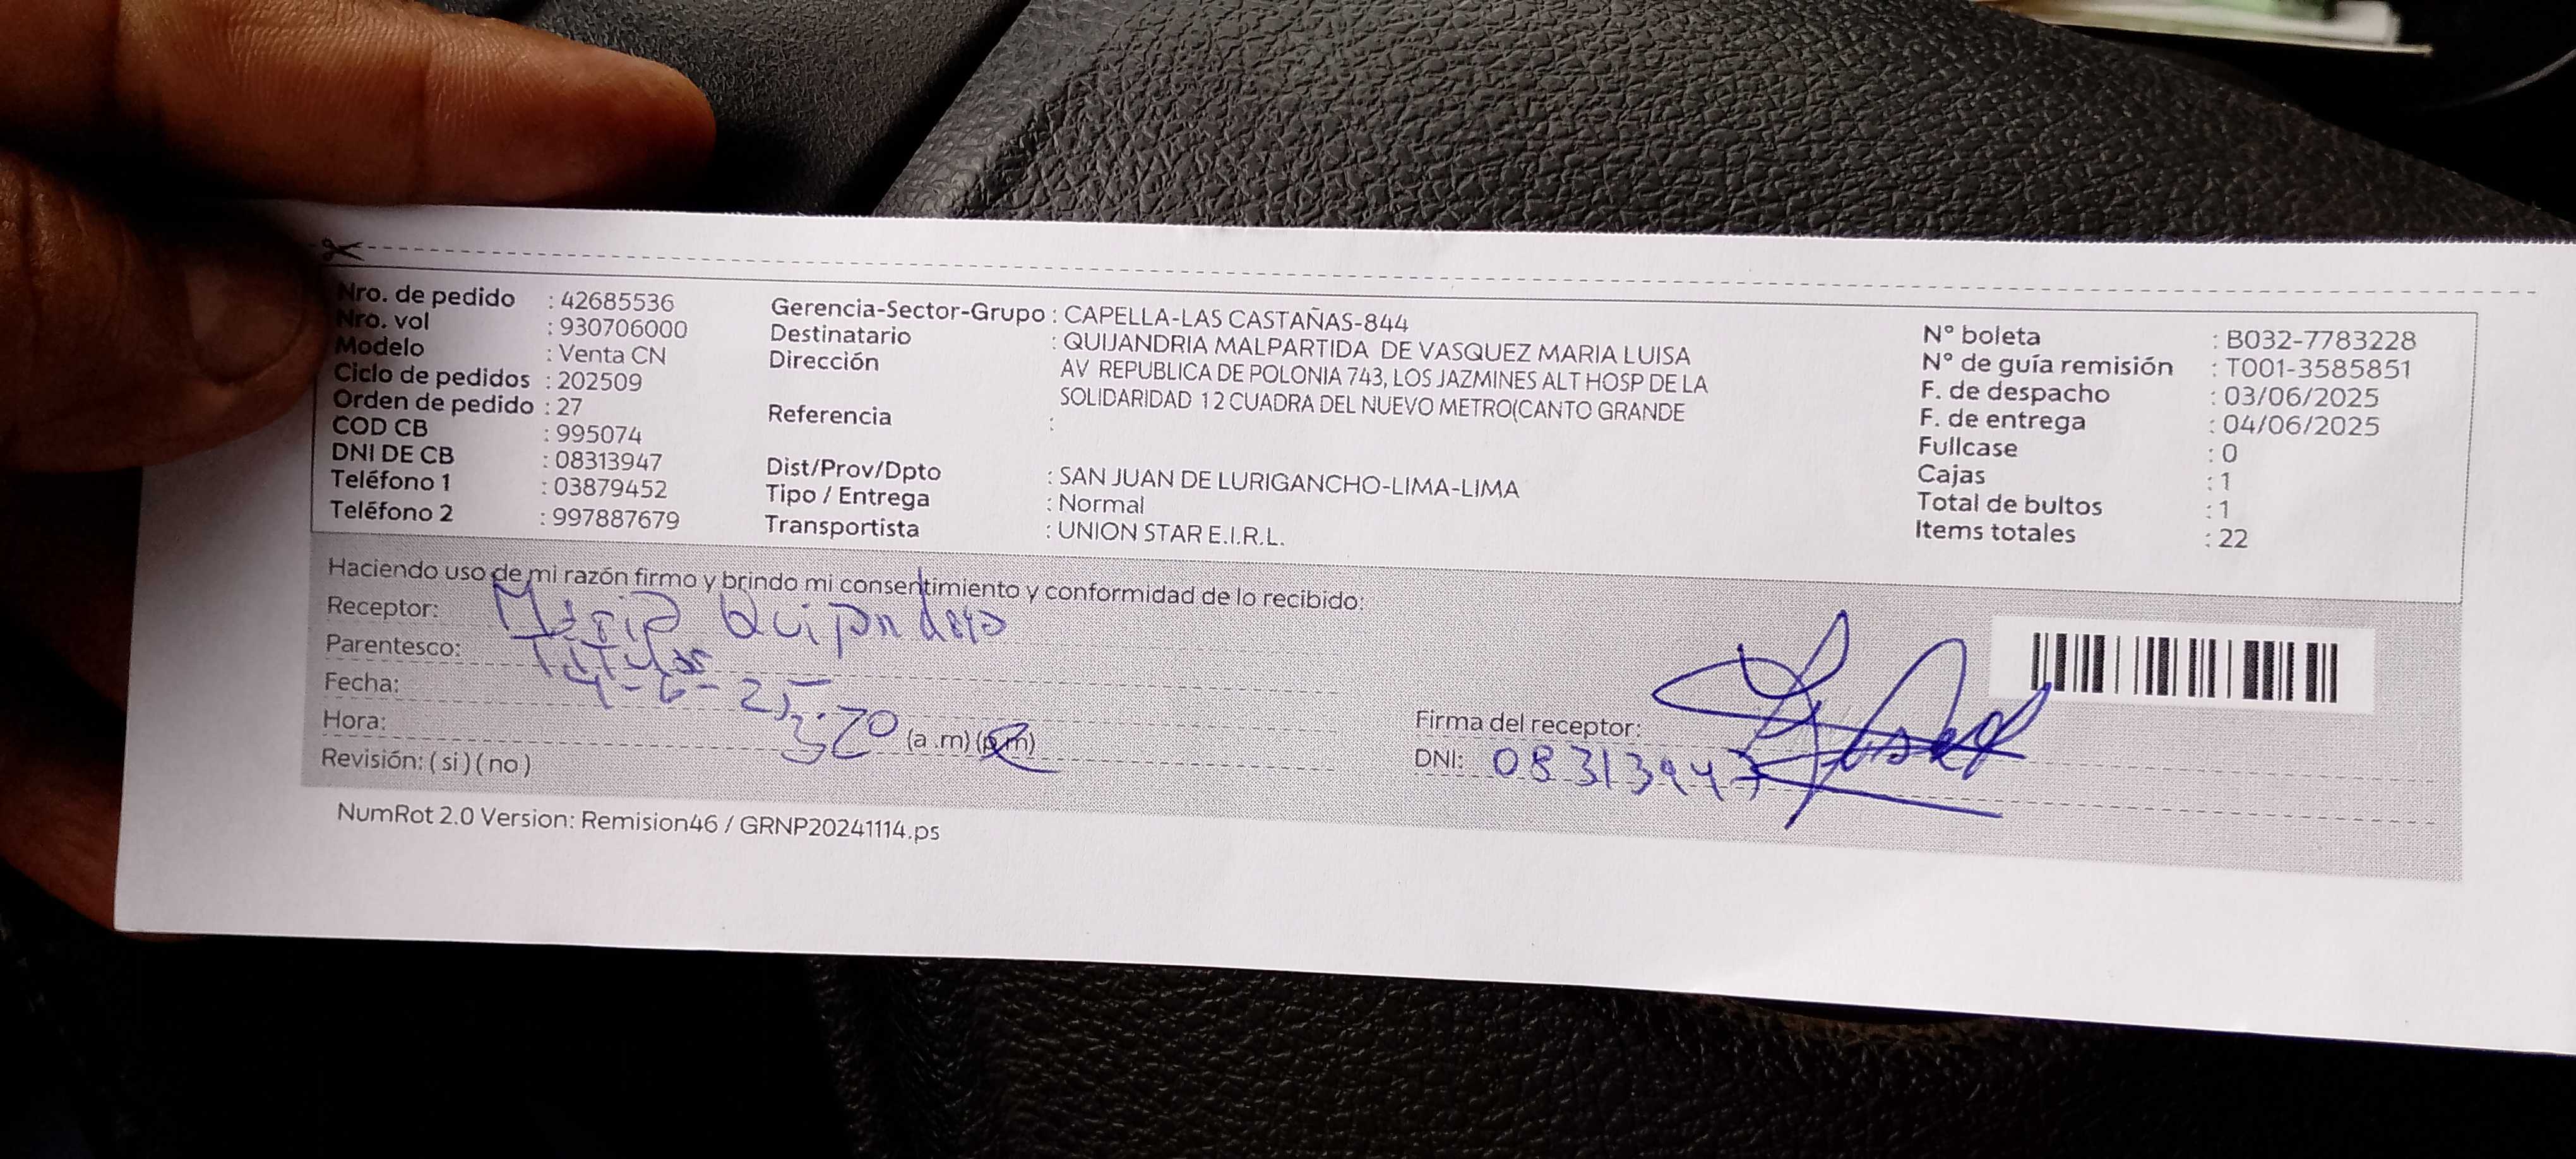 Nro. de pedido : 42685536
Nro. vol : 930706000
Modelo : Venta CN
Ciclo de pedidos : 202509
Orden de pedido : 27
COD CB : 995074
DNI DE CB : 08313947
Teléfono 1 : 03879452
Teléfono 2 : 997887679
Gerencia-Sector-Grupo : CAPELLA-LAS CASTAÑAS-844
Destinatario : QUIJANDRIA MALPARTIDA DE VASQUEZ MARIA LUISA
Dirección AV REPUBLICA DE POLONIA 743, LOS JAZMINES ALT HOSP DE LA
SOLIDARIDAD 12 CUADRA DEL NUEVO METRO(CANTO GRANDE
Referencia :
Dist/Prov/Dpto : SAN JUAN DE LURIGANCHO-LIMA-LIMA
Tipo / Entrega : Normal
Transportista : UNION STAR E.I.R.L.
N° boleta : B032-7783228
N° de guía remisión : T001-3585851
F. de despacho : 03/06/2025
F. de entrega : 04/06/2025
Fullcase : 0
Cajas : 1
Total de bultos : 1
Items totales : 22
Haciendo uso de mi razón firmo y brindo mi consentimiento y conformidad de lo recibido:
Receptor: Maria
Parentesco: Titular
Fecha: 4-6-25
Hora: 3:20 (a .m) (p.m)
Revisión: ( si ) ( no )
Firma del receptor:
DNI: 08313947
NumRot 2.0 Version: Remision46 / GRNP20241114.ps